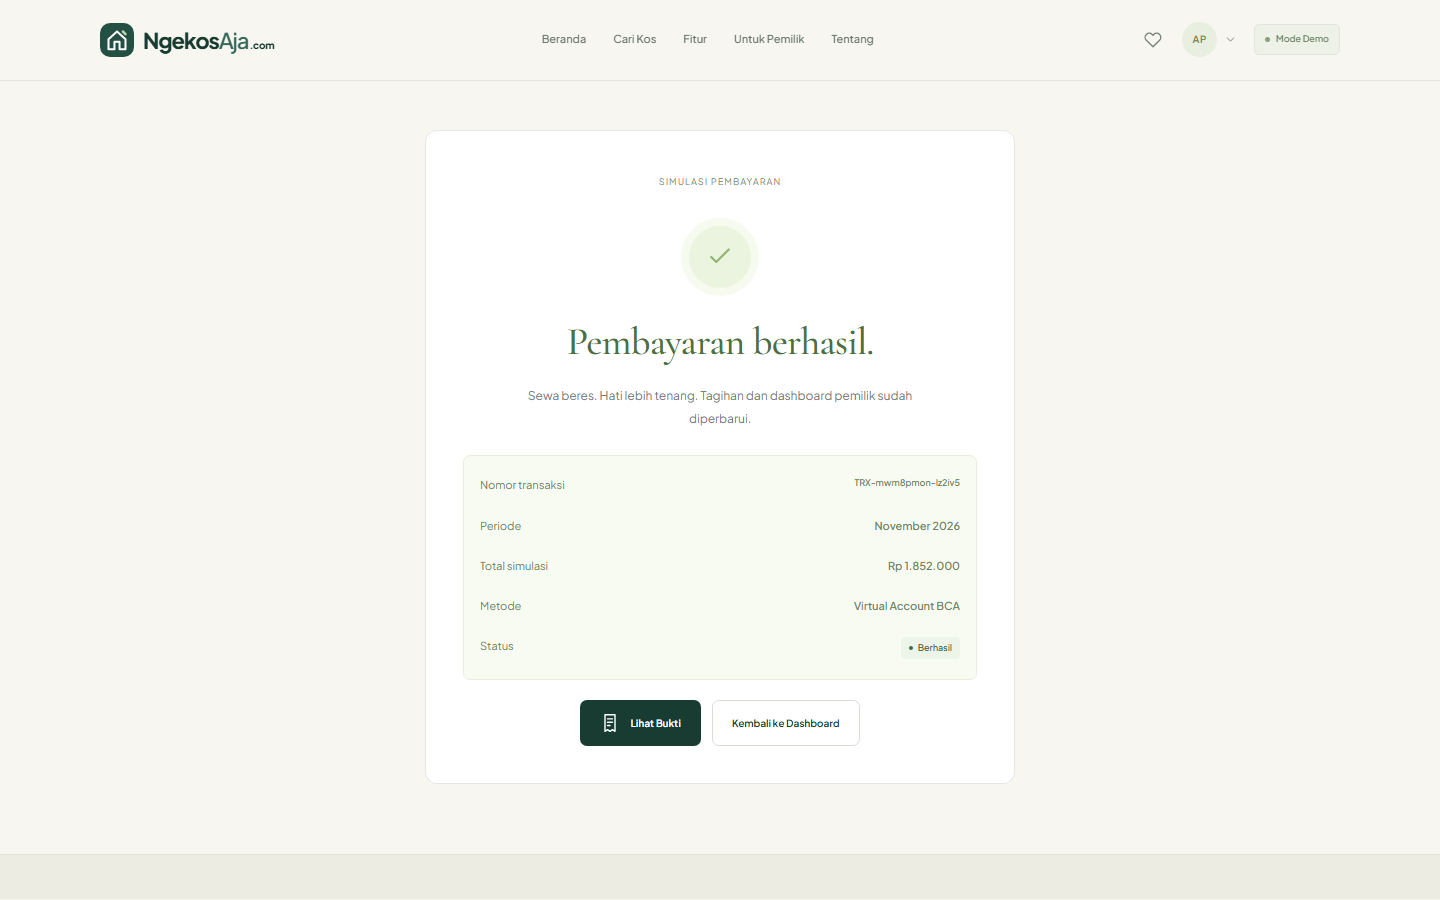 NgekosAja.com
Beranda
Cari Kos
Fitur
Untuk Pemilik
Tentang
AP
Mode Demo
SIMULASI PEMBAYARAN
Pembayaran berhasil.
Sewa beres. Hati lebih tenang. Tagihan dan dashboard pemilik sudah
diperbarui.
Nomor transaksi
TRX-mwm8pmon-lz2iv5
Periode
November 2026
Total simulasi
Rp 1.852.000
Metode
Virtual Account BCA
Status
Berhasil
Lihat Bukti
Kembali ke Dashboard